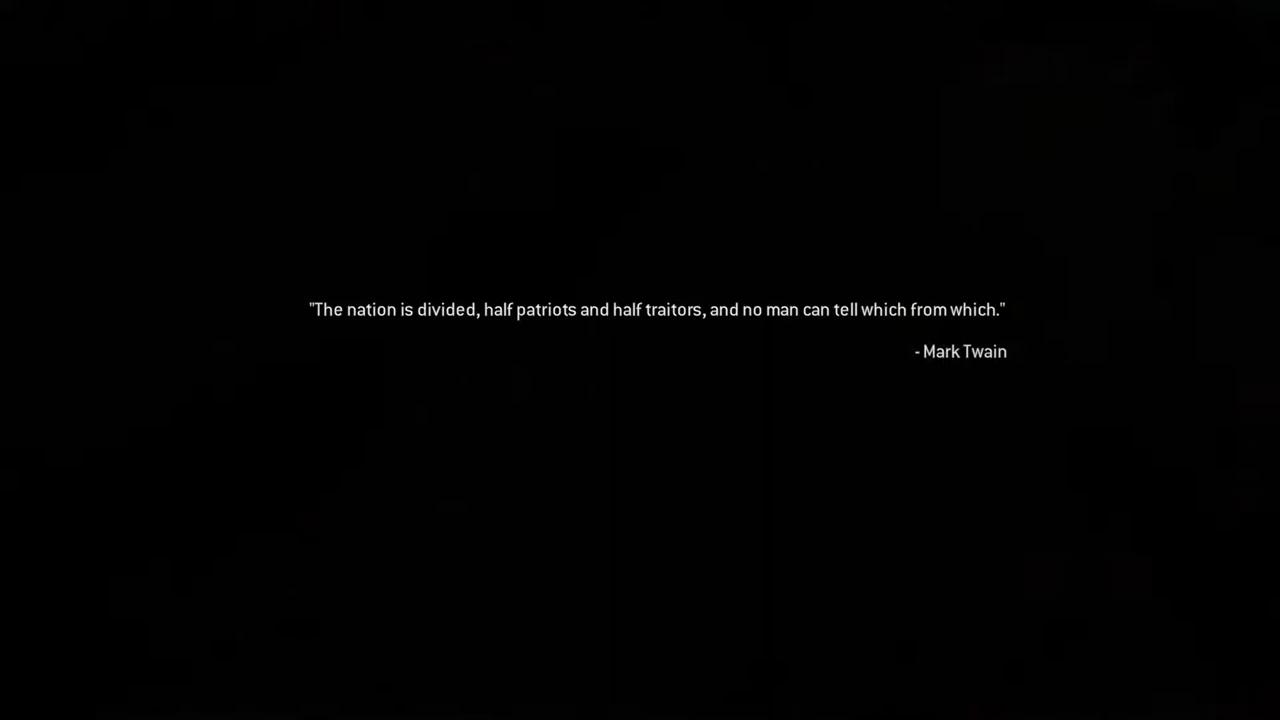 "The nation is divided, half patriots and half traitors, and no man can tell which from which."
- Mark Twain